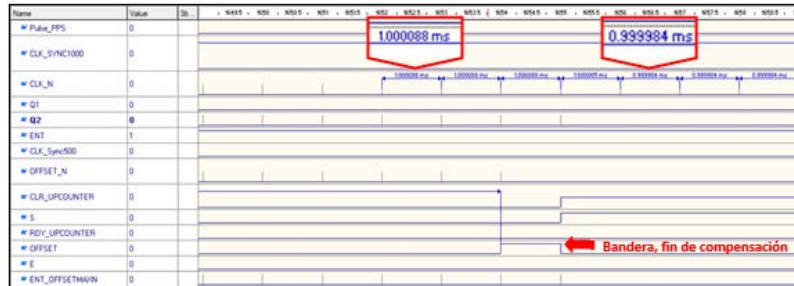 Name Value Sb...
Pulse_PPS 0
1.000088 ms 0.999984 ms
CLK_SYNC1000 0
CLK_N 0
Q1 0
Q2 0
ENT 1
CLK_Sync500 0
OFFSET_N 0
CLR_UPCOUNTER 0
S 0
RDY_UPCOUNTER 0
OFFSET 0
Bandera, fin de compensación
E 0
ENT_OFFSETMAXN 0